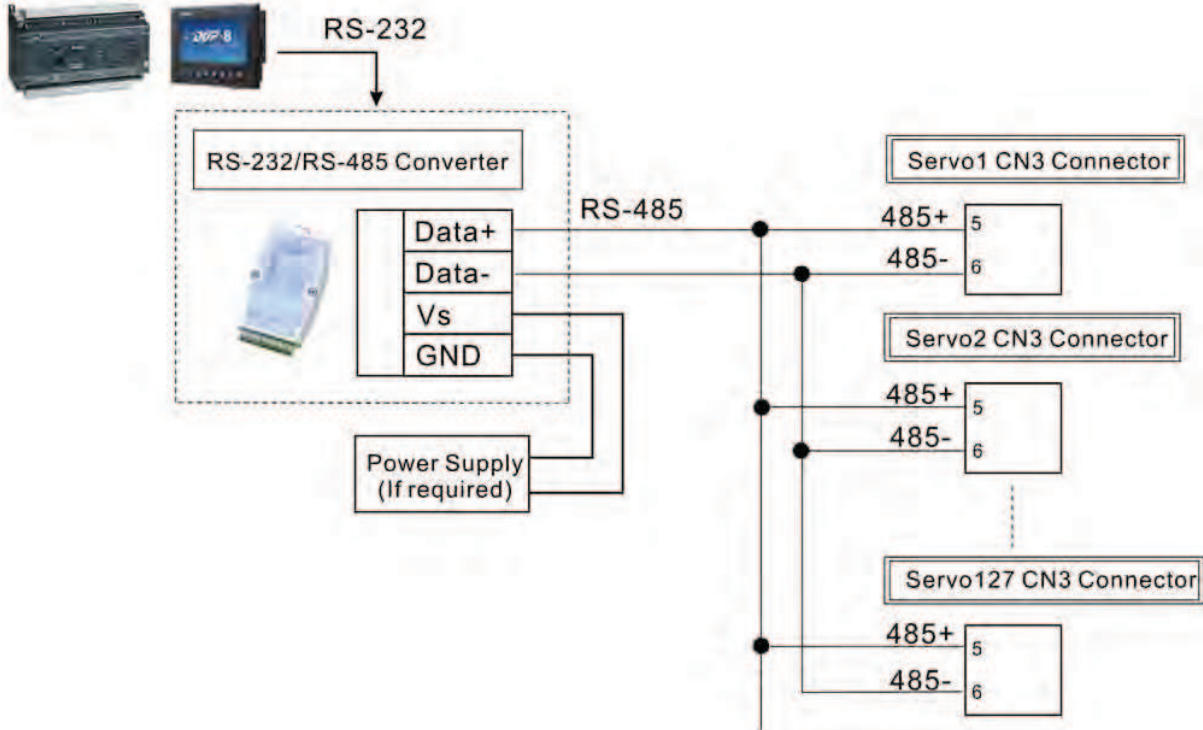 RS-232
DOP-B
RS-232/RS-485 Converter
Data+
Data-
Vs
GND
RS-485
Power Supply
(If required)
Servo1 CN3 Connector
485+
5
485-
6
Servo2 CN3 Connector
485+
5
485-
6
Servo127 CN3 Connector
485+
5
485-
6